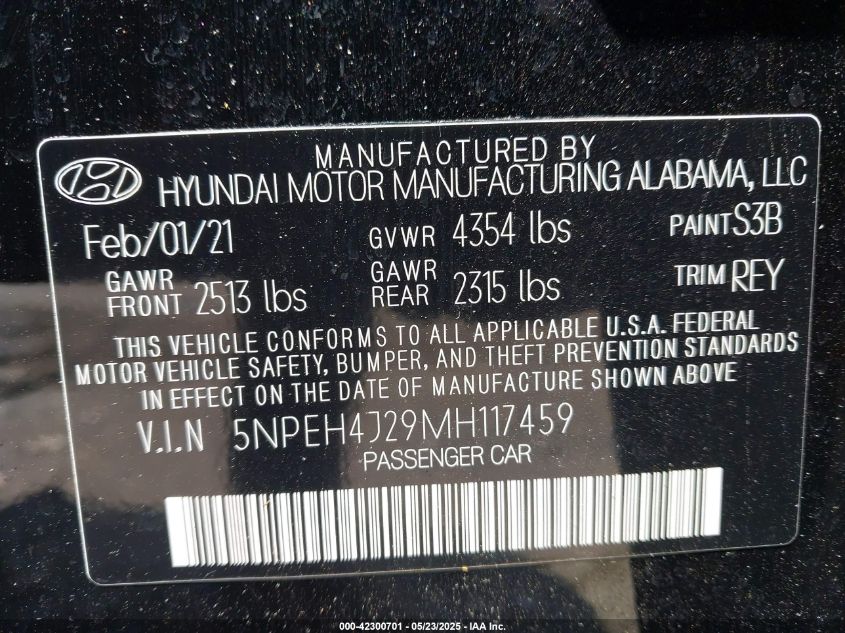 MANUFACTURED BY
HYUNDAI MOTOR MANUFACTURING ALABAMA, LLC
Feb/01/21 GVWR 4354 lbs PAINT S3B
GAWR FRONT 2513 lbs GAWR REAR 2315 lbs TRIM REY
THIS VEHICLE CONFORMS TO ALL APPLICABLE U.S.A. FEDERAL
MOTOR VEHICLE SAFETY, BUMPER, AND THEFT PREVENTION STANDARDS
IN EFFECT ON THE DATE OF MANUFACTURE SHOWN ABOVE
V.I.N 5NPEH4J29MH117459
PASSENGER CAR
000-42300701 - 05/23/2025 - IAA Inc.